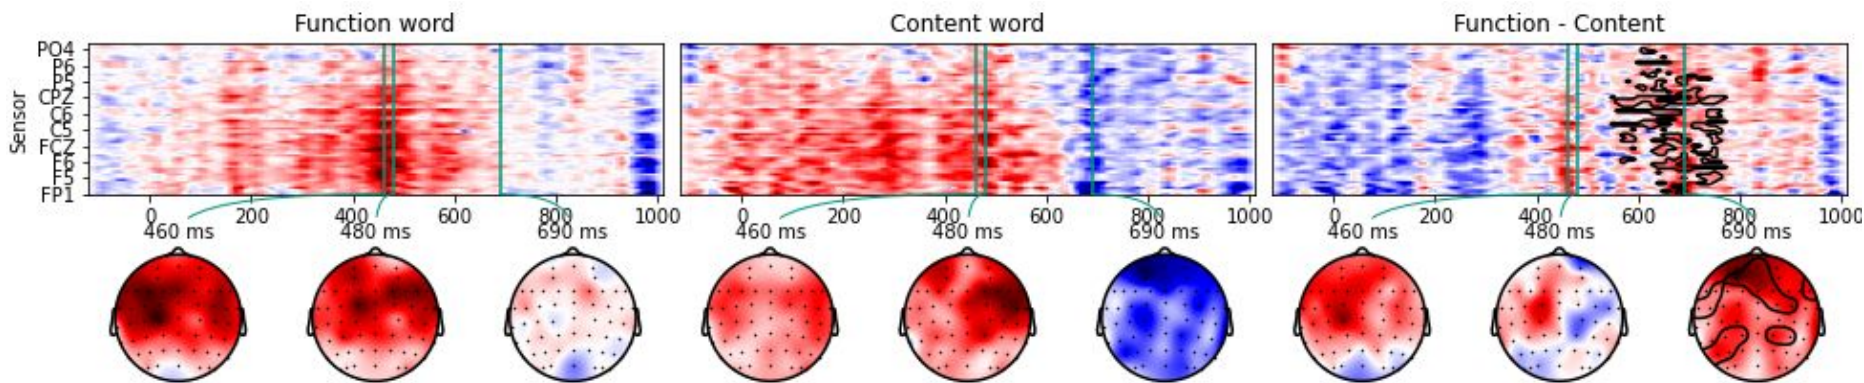 Function word
Content word
Function - Content
Sensor
PO4
P6
CPZ
C6
C5
FCZ
F6
FP1
0 200 400 600 800 1000
0 200 400 600 800 1000
0 200 400 600 800 1000
460 ms 480 ms 690 ms
460 ms 480 ms 690 ms
460 ms 480 ms 690 ms